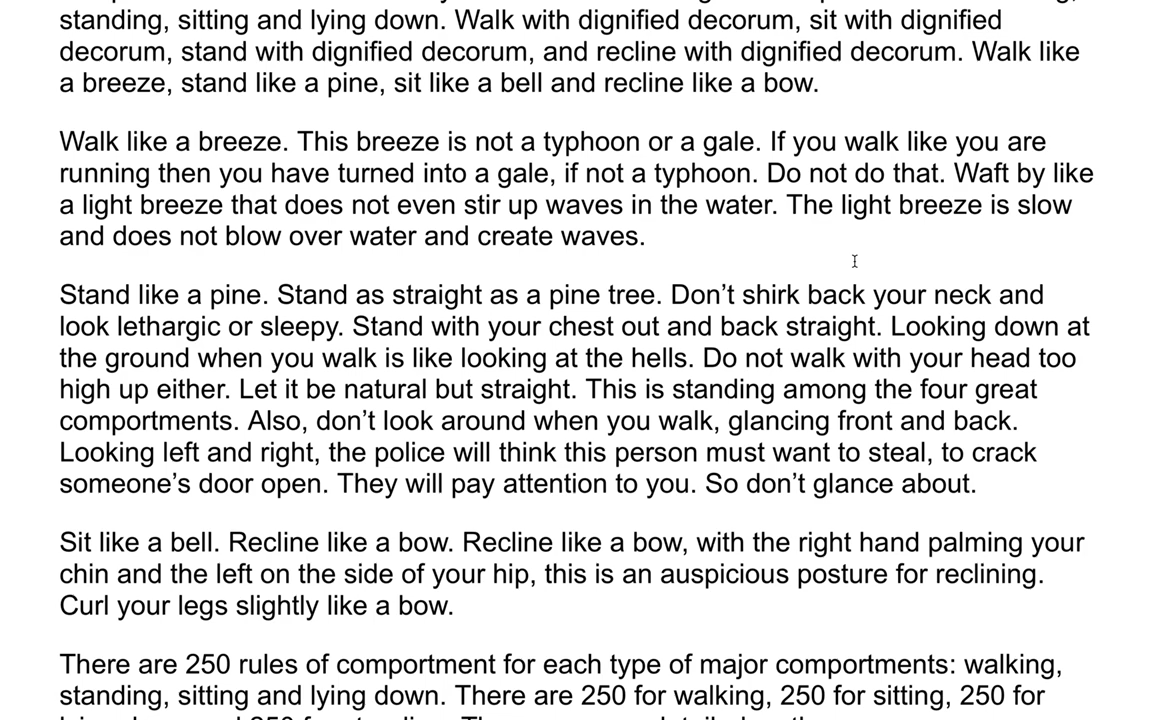 standing, sitting and lying down. Walk with dignified decorum, sit with dignified
decorum, stand with dignified decorum, and recline with dignified decorum. Walk like
a breeze, stand like a pine, sit like a bell and recline like a bow.
Walk like a breeze. This breeze is not a typhoon or a gale. If you walk like you are
running then you have turned into a gale, if not a typhoon. Do not do that. Waft by like
a light breeze that does not even stir up waves in the water. The light breeze is slow
and does not blow over water and create waves.
Stand like a pine. Stand as straight as a pine tree. Don’t shirk back your neck and
look lethargic or sleepy. Stand with your chest out and back straight. Looking down at
the ground when you walk is like looking at the hells. Do not walk with your head too
high up either. Let it be natural but straight. This is standing among the four great
comportments. Also, don’t look around when you walk, glancing front and back.
Looking left and right, the police will think this person must want to steal, to crack
someone’s door open. They will pay attention to you. So don’t glance about.
Sit like a bell. Recline like a bow. Recline like a bow, with the right hand palming your
chin and the left on the side of your hip, this is an auspicious posture for reclining.
Curl your legs slightly like a bow.
There are 250 rules of comportment for each type of major comportments: walking,
standing, sitting and lying down. There are 250 for walking, 250 for sitting, 250 for